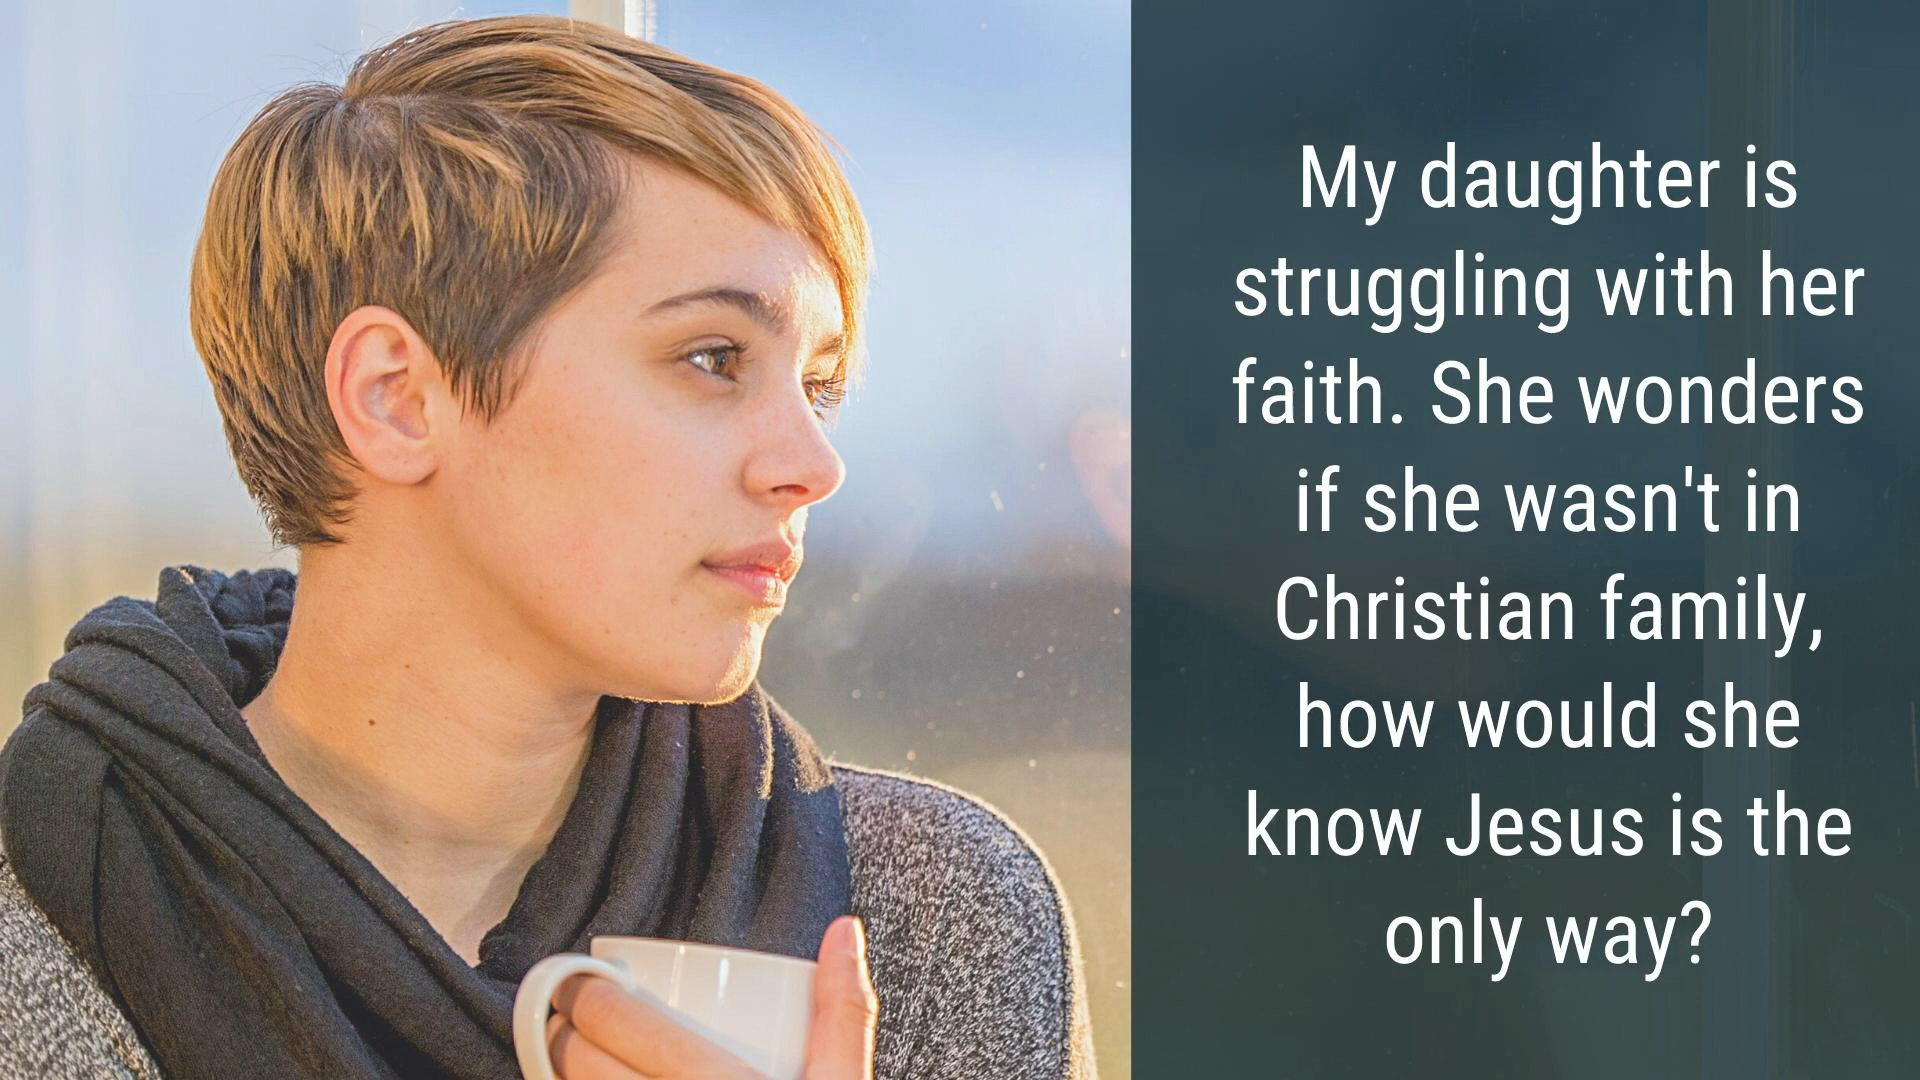 My daughter is
struggling with her
faith. She wonders
if she wasn't in
Christian family,
how would she
know Jesus is the
only way?